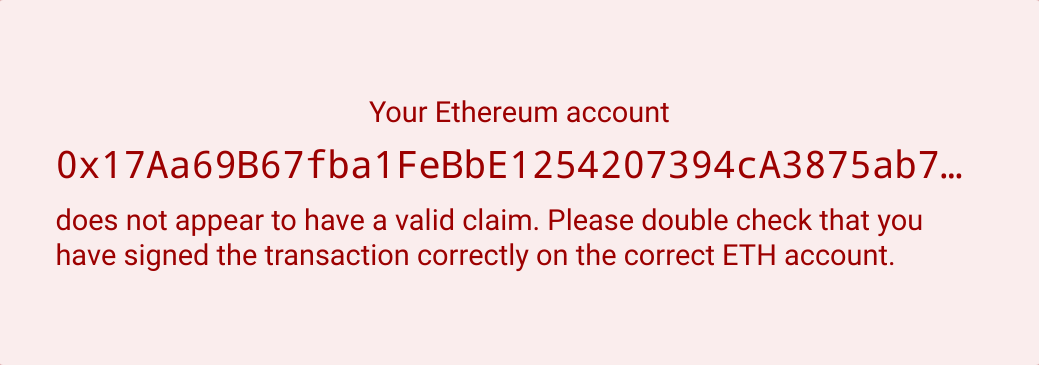 Your Ethereum account
0x17Aa69B67fba1FeBbE1254207394cA3875ab7…
does not appear to have a valid claim. Please double check that you
have signed the transaction correctly on the correct ETH account.